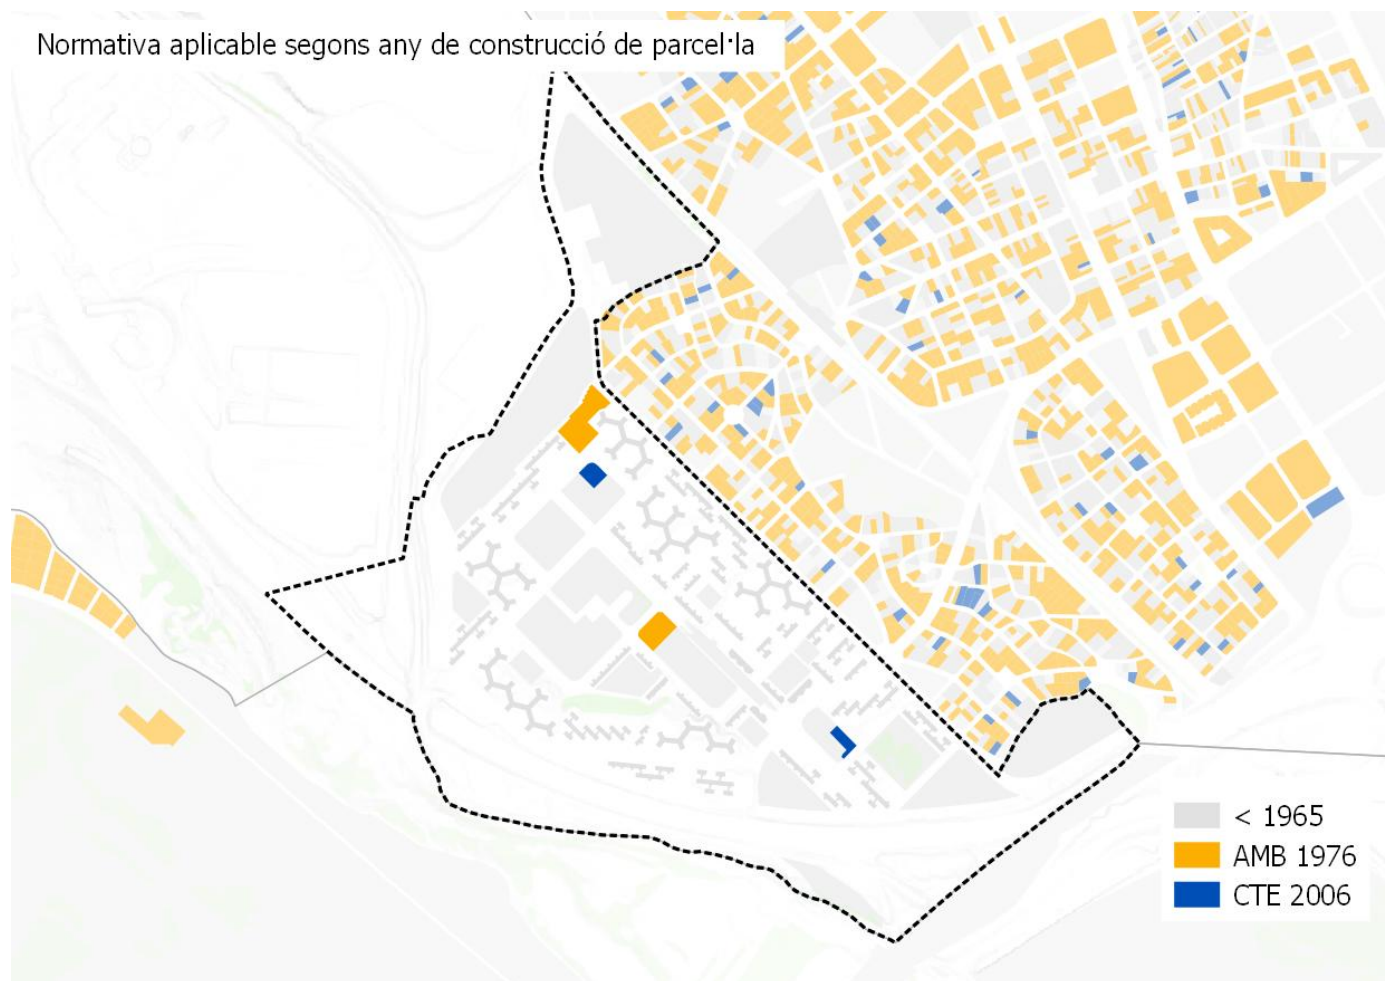 Normativa aplicable segons any de construcció de parcel·la
< 1965
AMB 1976
CTE 2006